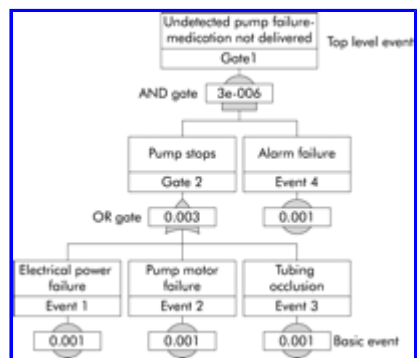 Undetected pump failure-
medication not delivered
Top level event
Gate1
AND gate
3e-006
Pump stops
Alarm failure
Gate 2
Event 4
OR gate
0.003
0.001
Electrical power
failure
Pump motor
failure
Tubing
occlusion
Event 1
Event 2
Event 3
0.001
0.001
0.001
Basic event